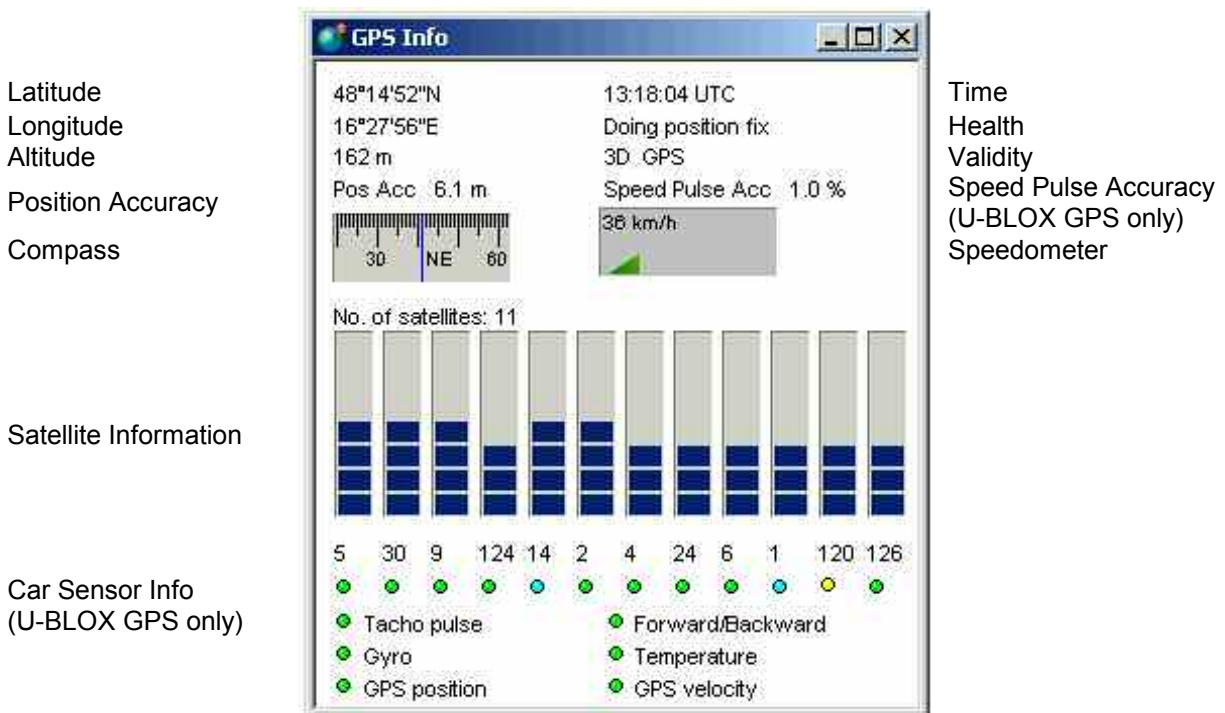 GPS Info
Latitude
Longitude
Altitude
Position Accuracy
Compass
48°14'52"N
16°27'56"E
162 m
Pos Acc 6.1 m
30 NE 60
13:18:04 UTC
Doing position fix
3D GPS
Speed Pulse Acc 1.0 %
36 km/h
Time
Health
Validity
Speed Pulse Accuracy
(U-BLOX GPS only)
Speedometer
No. of satellites: 11
Satellite Information
5 30 9 124 14 2 4 24 6 1 120 126
Car Sensor Info
(U-BLOX GPS only)
Tacho pulse
Gyro
GPS position
Forward/Backward
Temperature
GPS velocity